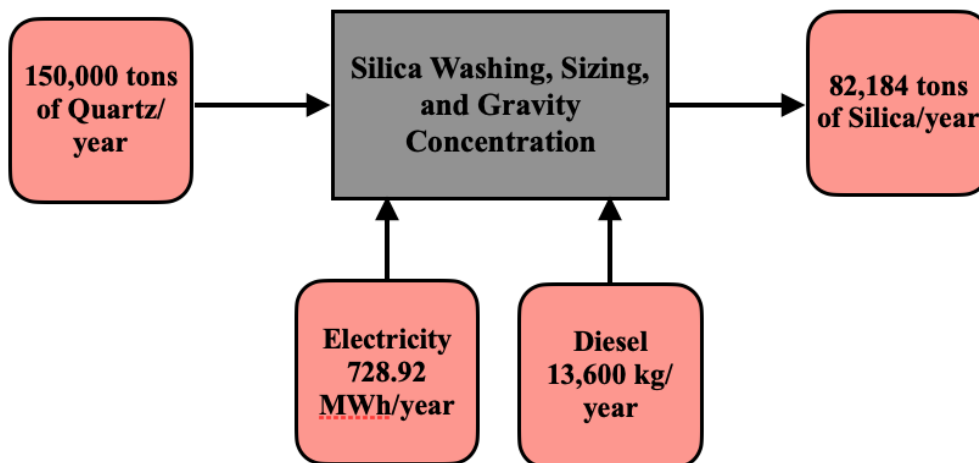 150,000 tons
of Quartz/
year
Silica Washing, Sizing,
and Gravity
Concentration
82,184 tons
of Silica/year
Electricity
728.92
MWh/year
Diesel
13,600 kg/
year